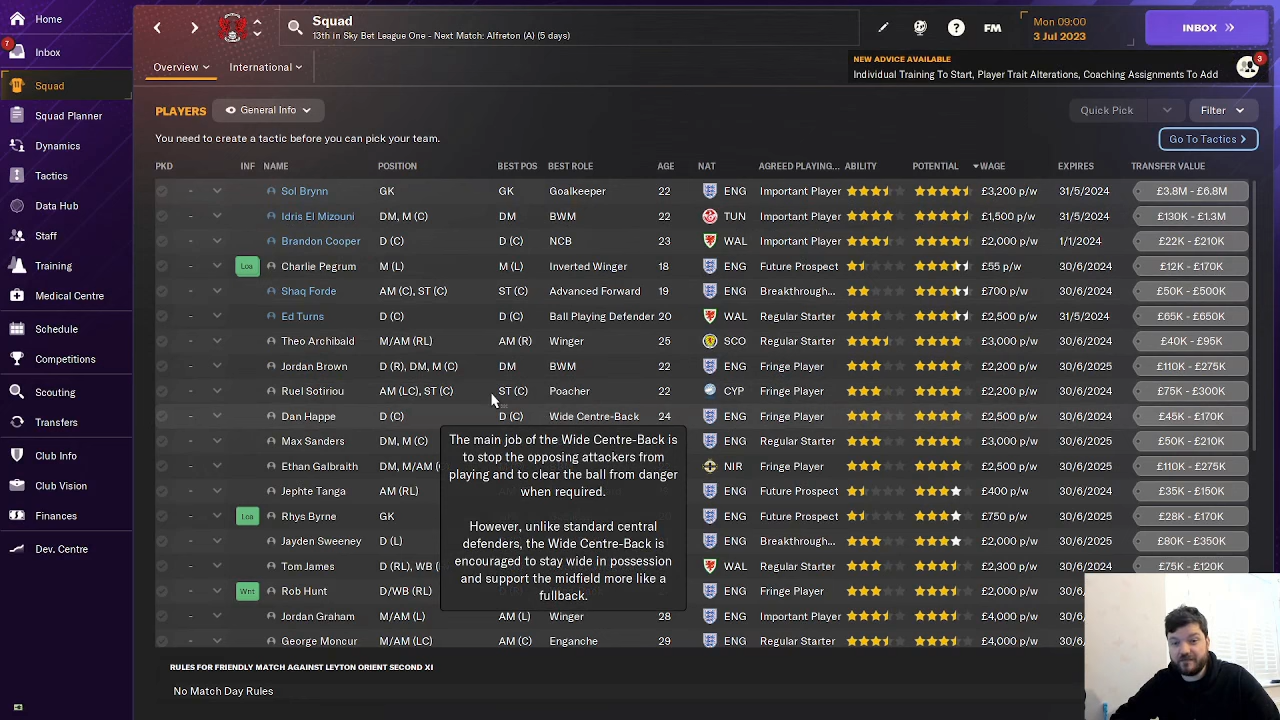 Home
7
Inbox
Squad
Squad Planner
Dynamics
Tactics
Data Hub
Staff
Training
Medical Centre
Schedule
Competitions
Scouting
Transfers
Club Info
Club Vision
Finances
Dev. Centre
Squad
13th in Sky Bet League One - Next Match: Alfreton (A) (5 days)
FM
Mon 09:00
3 Jul 2023
INBOX
Overview
International
NEW ADVICE AVAILABLE
Individual Training To Start, Player Trait Alterations, Coaching Assignments To Add
3
PLAYERS
General Info
Quick Pick
Filter
You need to create a tactic before you can pick your team.
Go To Tactics
PKD INF NAME POSITION BEST POS BEST ROLE AGE NAT AGREED PLAYING... ABILITY POTENTIAL WAGE EXPIRES TRANSFER VALUE
- Sol Brynn GK GK Goalkeeper 22 ENG Important Player £3,200 p/w 31/5/2024 £3.8M - £6.8M
- Idris El Mizouni DM, M (C) DM BWM 22 TUN Important Player £1,500 p/w 31/5/2024 £130K - £1.3M
- Brandon Cooper D (C) D (C) NCB 23 WAL Important Player £2,000 p/w 1/1/2024 £22K - £210K
- Loa Charlie Pegrum M (L) M (L) Inverted Winger 18 ENG Future Prospect £55 p/w 30/6/2024 £12K - £170K
- Shaq Forde AM (C), ST (C) ST (C) Advanced Forward 19 ENG Breakthrough... £700 p/w 30/6/2024 £50K - £500K
- Ed Turns D (C) D (C) Ball Playing Defender 20 WAL Regular Starter £2,500 p/w 31/5/2024 £65K - £650K
- Theo Archibald M/AM (RL) AM (R) Winger 25 SCO Regular Starter £3,000 p/w 30/6/2024 £40K - £95K
- Jordan Brown D (R), DM, M (C) DM BWM 22 ENG Fringe Player £2,200 p/w 30/6/2025 £110K - £275K
- Ruel Sotiriou AM (LC), ST (C) ST (C) Poacher 22 CYP Fringe Player £2,200 p/w 30/6/2024 £75K - £300K
- Dan Happe D (C) D (C) Wide Centre-Back 24 ENG Fringe Player £2,500 p/w 30/6/2024 £45K - £170K
- Max Sanders DM, M (C) ENG Regular Starter £3,000 p/w 30/6/2024 £50K - £210K
- Ethan Galbraith DM, M/AM ( NIR Fringe Player £2,500 p/w 30/6/2024 £110K - £275K
- Jephte Tanga AM (RL) ENG Future Prospect £400 p/w 30/6/2024 £35K - £150K
- Loa Rhys Byrne GK ENG Future Prospect £750 p/w 30/6/2025 £28K - £170K
- Jayden Sweeney D (L) ENG Breakthrough... £2,000 p/w 30/6/2025 £80K - £350K
- Tom James D (RL), WB ( WAL Regular Starter £3,000 p/w 30/6/2024 £75K - £120K
- Wnt Rob Hunt D/WB (RL) ENG Fringe Player £2,000 p/w 30/6/2
- Jordan Graham M/AM (L) AM (L) Winger 28 ENG Important Player £4,000 p/w 30/6/2
- George Moncur M/AM (LC) AM (C) Enganche 29 ENG Regular Starter £4,000 p/w 30/6/
The main job of the Wide Centre-Back is
to stop the opposing attackers from
playing and to clear the ball from danger
when required.
However, unlike standard central
defenders, the Wide Centre-Back is
encouraged to stay wide in possession
and support the midfield more like a
fullback.
RULES FOR FRIENDLY MATCH AGAINST LEYTON ORIENT SECOND XI
No Match Day Rules